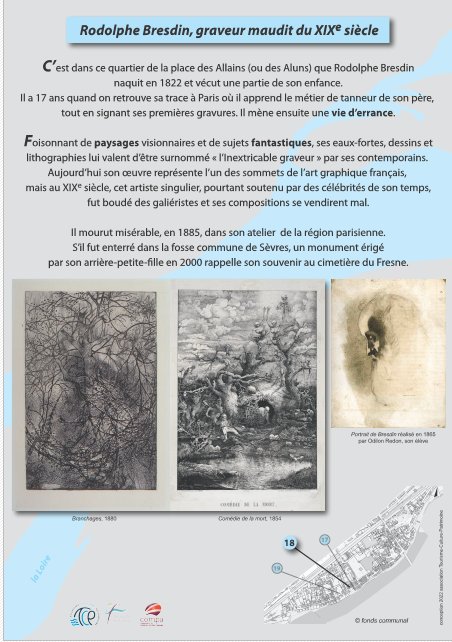 Rodolphe Bresdin, graveur maudit du XIXe siècle
C'est dans ce quartier de la place des Allains (ou des Aluns) que Rodolphe Bresdin
naquit en 1822 et vécut une partie de son enfance.
Il a 17 ans quand on retrouve sa trace à Paris où il apprend le métier de tanneur de son père,
tout en signant ses premières gravures. Il mène ensuite une vie d'errance.
Foisonnant de paysages visionnaires et de sujets fantastiques, ses eaux-fortes, dessins et
lithographies lui valent d'être surnommé « l'Inextricable graveur » par ses contemporains.
Aujourd'hui son œuvre représente l'un des sommets de l'art graphique français,
mais au XIXe siècle, cet artiste singulier, pourtant soutenu par des célébrités de son temps,
fut boudé des galiéristes et ses compositions se vendirent mal.
Il mourut misérable, en 1885, dans son atelier de la région parisienne.
S'il fut enterré dans la fosse commune de Sèvres, un monument érigé
par son arrière-petite-fille en 2000 rappelle son souvenir au cimetière du Fresne.
COMÉDIE DE LA MORT.
Branchages, 1880
Comédie de la mort, 1854
Portrait de Bresdin réalisé en 1865
par Odilon Redon, son élève
la Loire
17
18
19
© fonds communal
conception 2022 association Tourisme-Culture-Patrimoine
compa